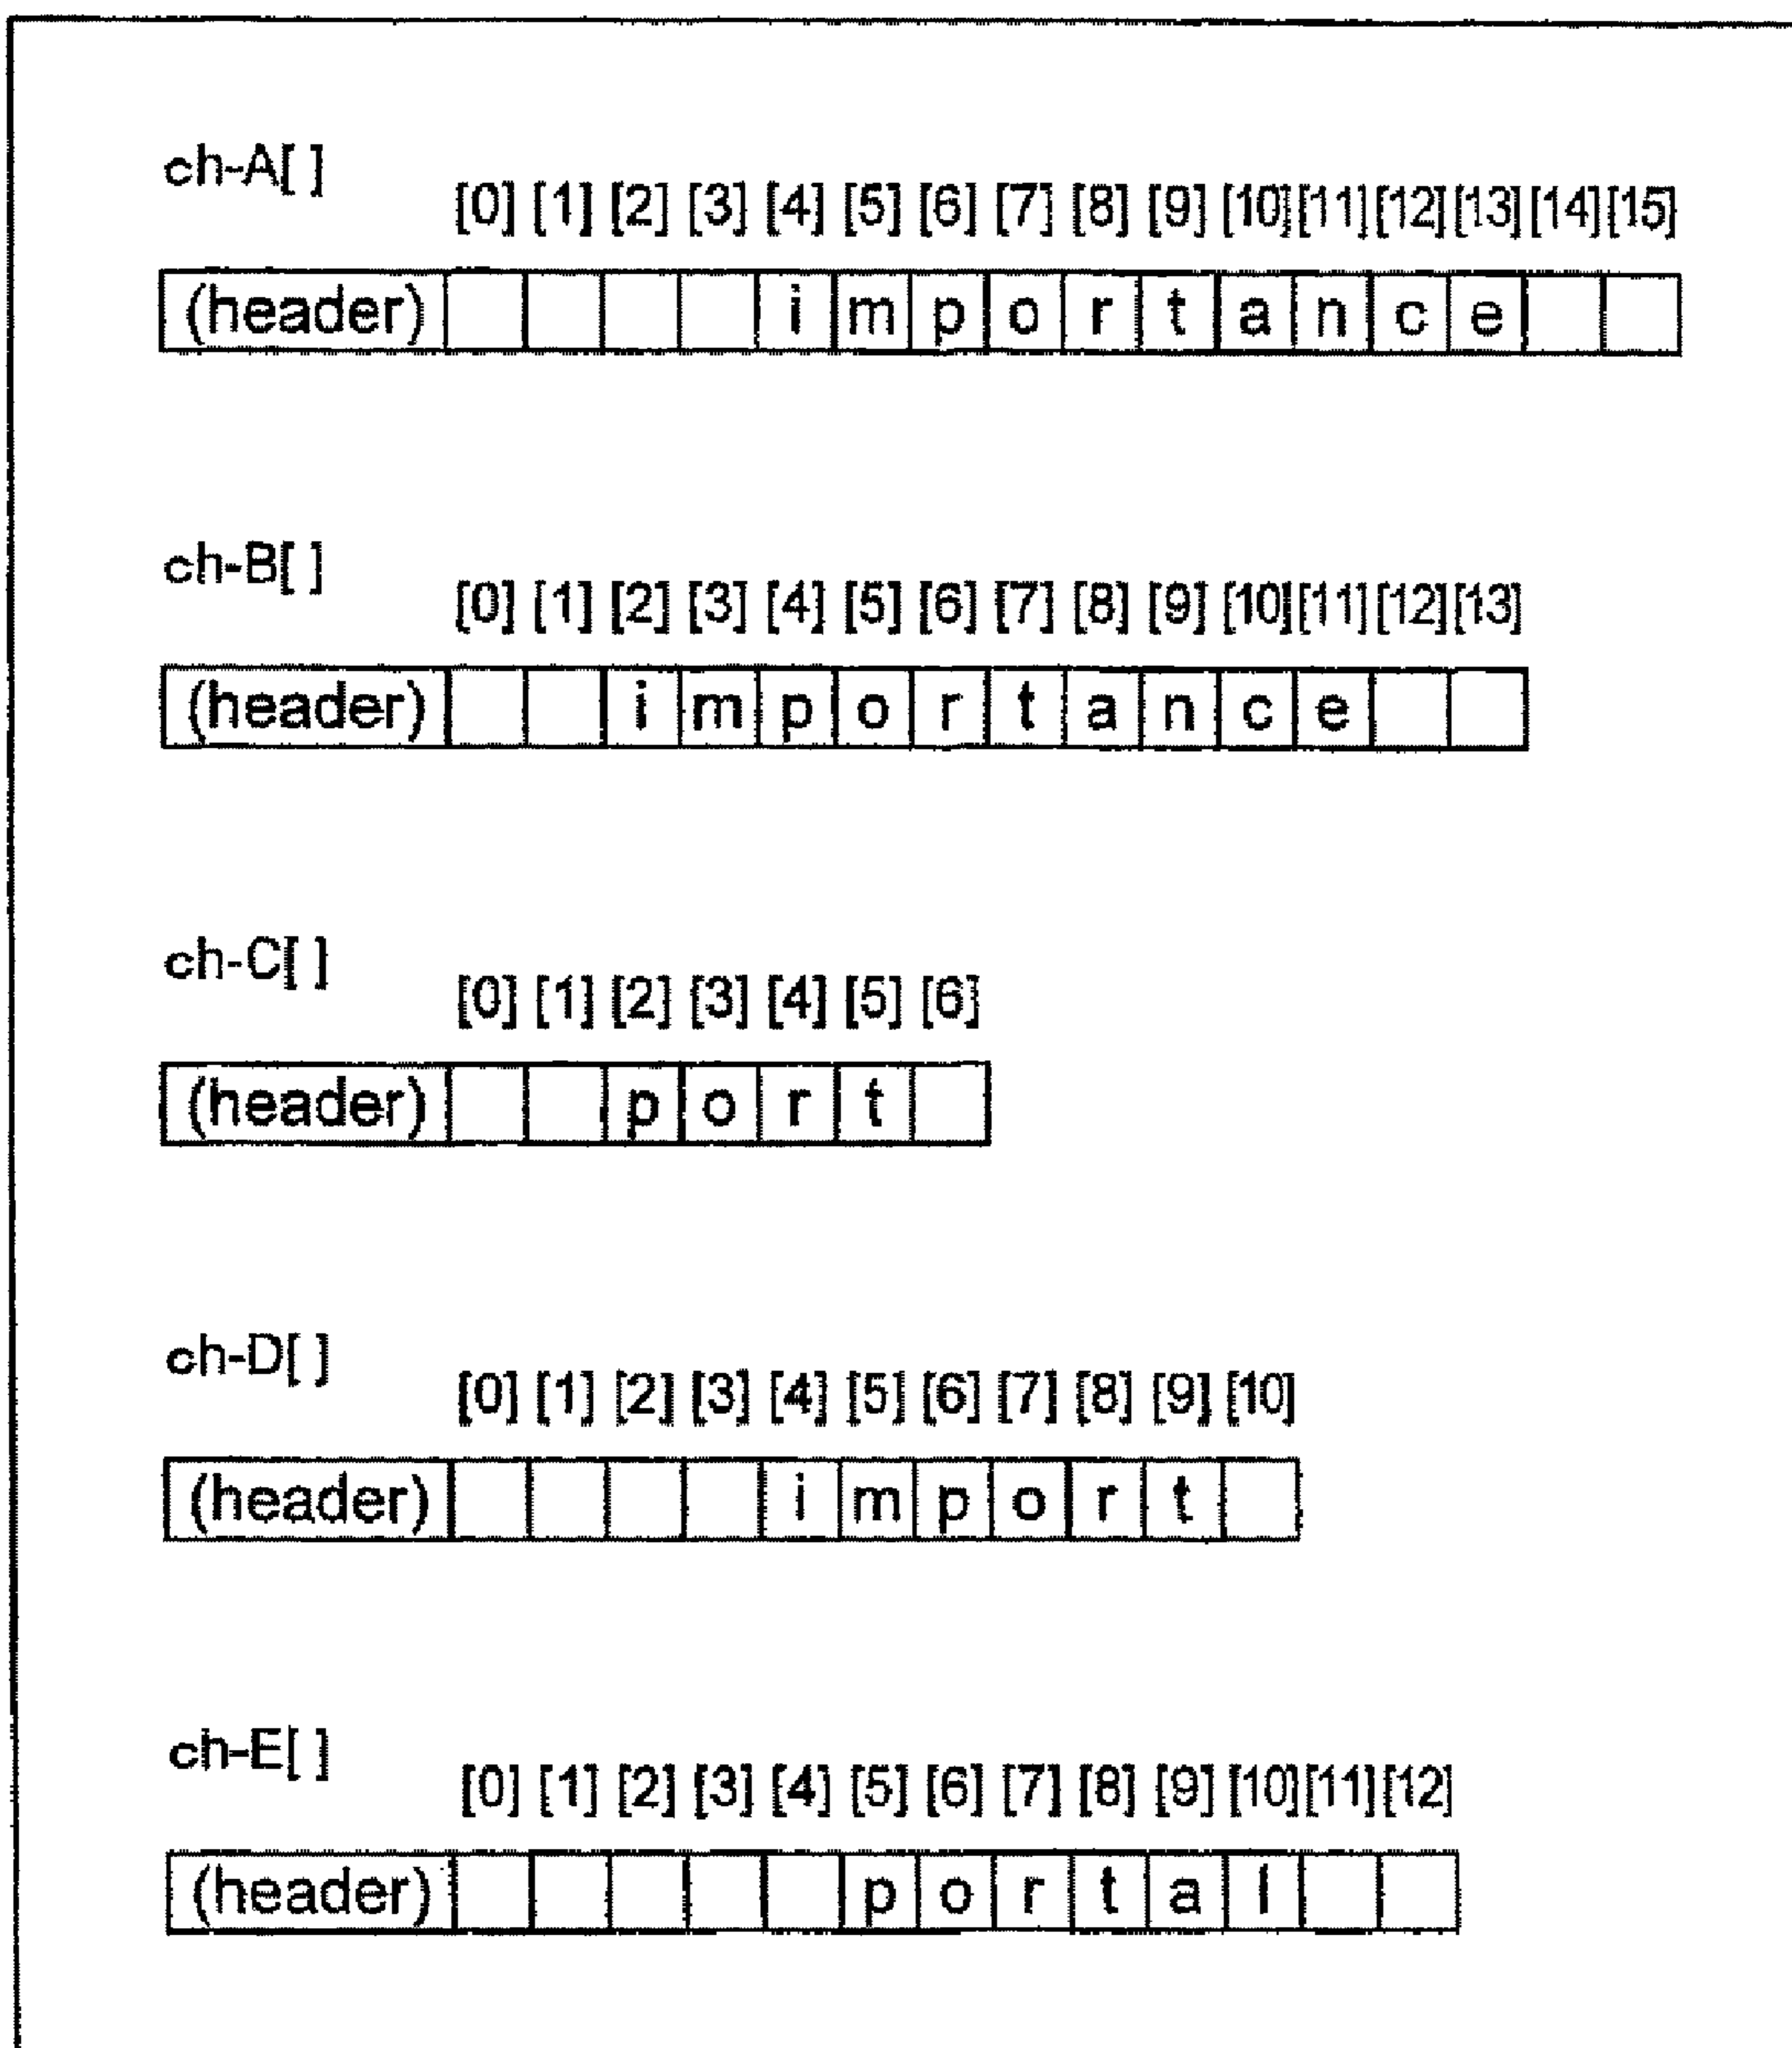 ch-A[ ]
[0] [1] [2] [3] [4] [5] [6] [7] [8] [9] [10] [11] [12] [13] [14] [15]
(header) i m p o r t a n c e
ch-B[ ]
[0] [1] [2] [3] [4] [5] [6] [7] [8] [9] [10] [11] [12] [13]
(header) i m p o r t a n c e
ch-C[ ]
[0] [1] [2] [3] [4] [5] [6]
(header) p o r t
ch-D[ ]
[0] [1] [2] [3] [4] [5] [6] [7] [8] [9] [10]
(header) i m p o r t
ch-E[ ]
[0] [1] [2] [3] [4] [5] [6] [7] [8] [9] [10] [11] [12]
(header) p o r t a l